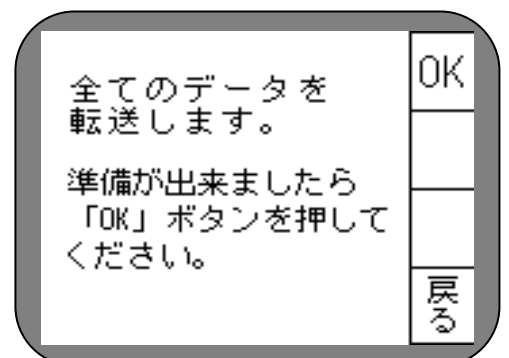 全てのデータを
転送します。
準備が出来ましたら
「OK」ボタンを押して
ください。
OK
戻
る